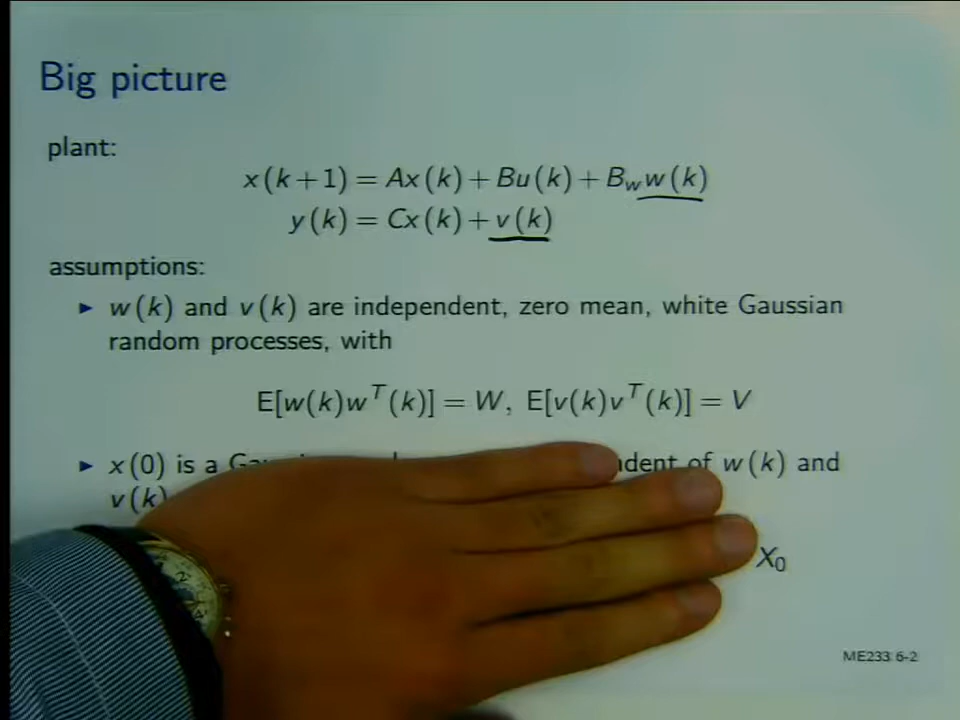 Big picture
plant:
x(k+1) = Ax(k) + Bu(k) + B_w w(k)
y(k) = Cx(k) + v(k)
assumptions:
▸ w(k) and v(k) are independent, zero mean, white Gaussian
random processes, with
E[w(k)w^T(k)] = W, E[v(k)v^T(k)] = V
▸ x(0) is a of w(k) and
v(k)
X_0
ME233 6-2